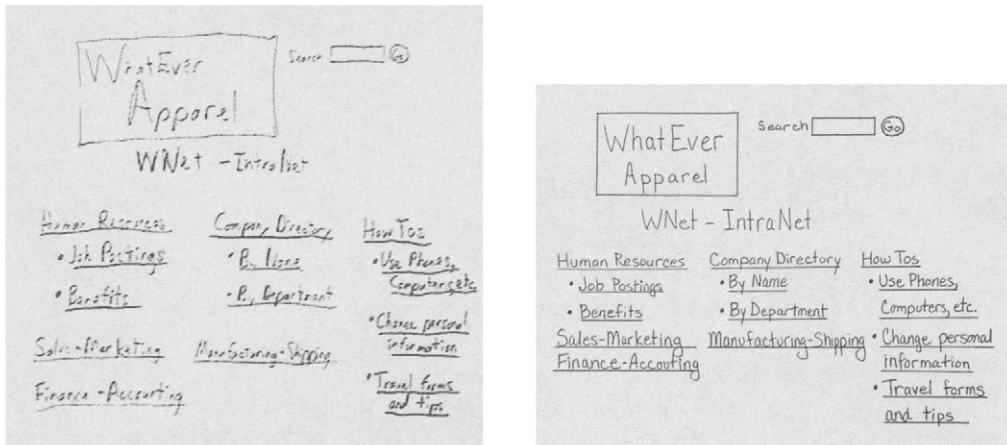 WhatEver
Apparel
Search Go
WNet - IntraNet
Human Resources
• Job Postings
• Benefits
Sales-Marketing
Finance-Accounting
Company Directory
• By Name
• By Department
Manufacturing-Shipping
How Tos
• Use Phones,
Computers, etc.
• Change personal
information
• Travel forms
and tips
WhatEver
Apparel
Search Go
WNet - IntraNet
Human Resources
• Job Postings
• Benefits
Sales-Marketing
Finance-Accouting
Company Directory
• By Name
• By Department
Manufacturing-Shipping
How Tos
• Use Phones,
Computers, etc.
• Change personal
information
• Travel forms
and tips